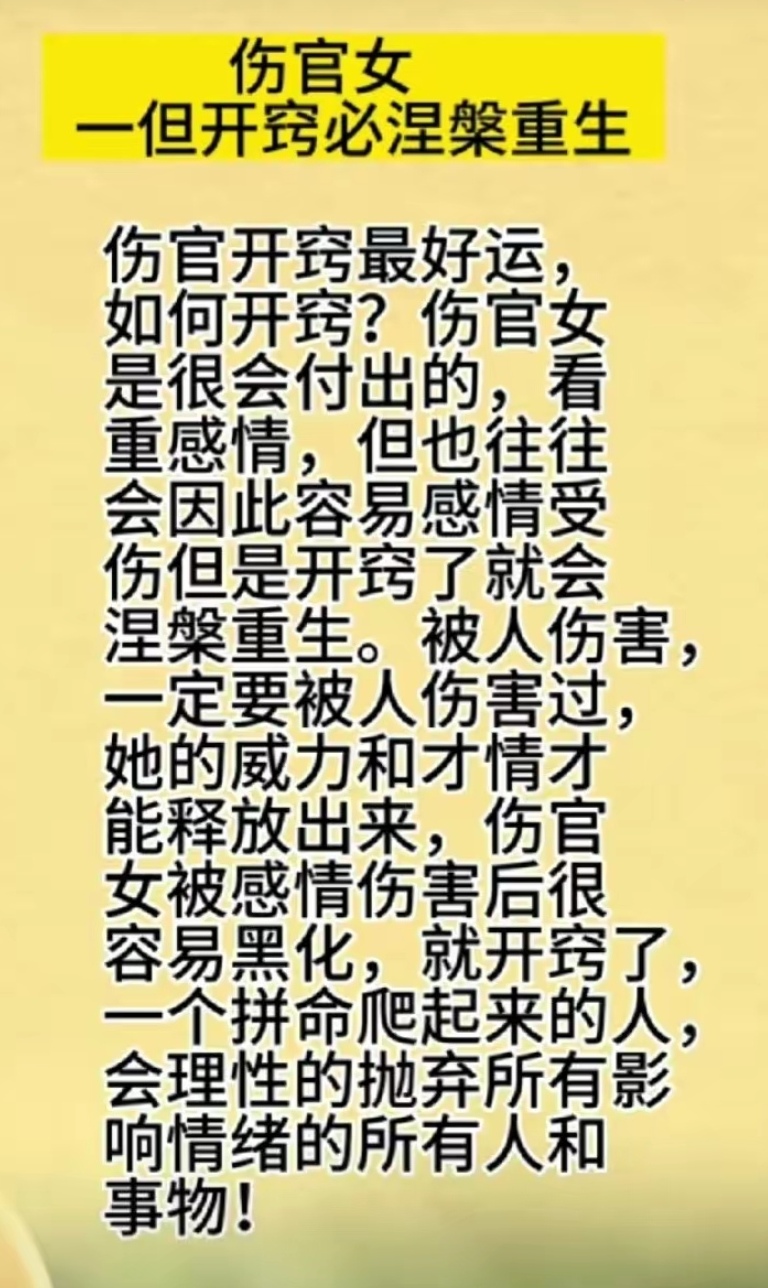 伤官女
一但开窍必涅槃重生
伤官开窍最好运，
如何开窍？伤官女
是很会付出的，看
重感情，但也往往
会因此容易感情受
伤但是开窍了就会
涅槃重生。被人伤害，
一定要被人伤害过，
她的威力和才情才
能释放出来，伤官
女被感情伤害后很
容易黑化，就开窍了，
一个拼命爬起来的人，
会理性的抛弃所有影
响情绪的所有人和
事物！